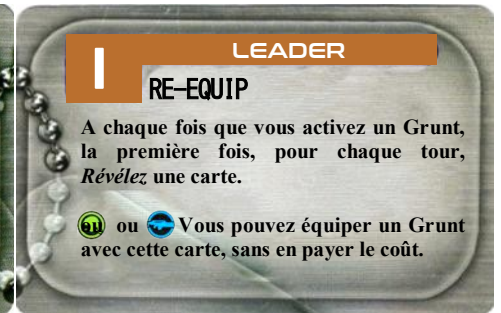 I LEADER
RE-EQUIP
A chaque fois que vous activez un Grunt,
la première fois, pour chaque tour,
Révélez une carte.
ou Vous pouvez équiper un Grunt
avec cette carte, sans en payer le coût.